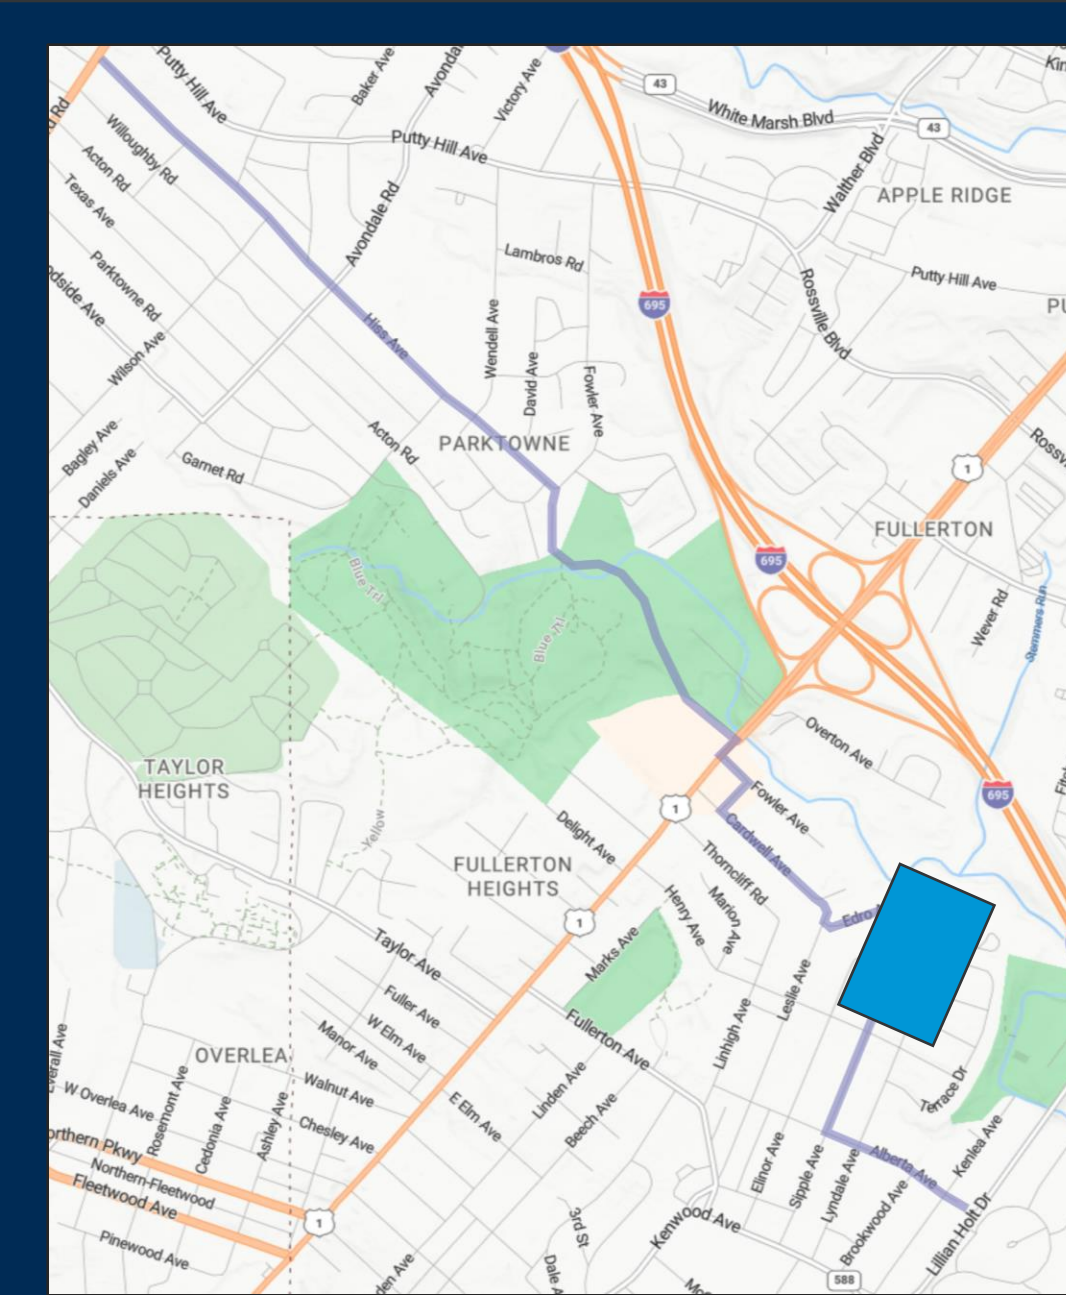 43
Putty Hill Ave
Baker Ave
Victory Ave
White Marsh Blvd
43
Willoughby Rd
Acton Rd
Texas Ave
Putty Hill Ave
Walther Blvd
APPLE RIDGE
Avondale Rd
Lambros Rd
Putty Hill Ave
Parktowne Rd
695
Rossville Blvd
Hiss Ave
Wendell Ave
David Ave
Fowler Ave
Wilson Ave
Bagley Ave
Daniels Ave
Garnet Rd
Acton Rd
PARKTOWNE
1
FULLERTON
695
Blue Trl
Blue Trl
Wever Rd
Stemmers Run
TAYLOR
HEIGHTS
Overton Ave
695
1
Fowler Ave
Cardwell Ave
Yellow
Delight Ave
FULLERTON
HEIGHTS
Thorncliff Rd
Henry Ave
Marion Ave
1
Edro
Marks Ave
Taylor Ave
Leslie Ave
Fuller Ave
W Elm Ave
Manor Ave
Fullerton Ave
Linhigh Ave
OVERLEA
W Overlea Ave
Rosemont Ave
Cedonia Ave
Ashley Ave
Walnut Ave
Chesley Ave
E Elm Ave
Linden Ave
Beech Ave
Terrace Dr
Kenlea Ave
Northern-Fleetwood
Fleetwood Ave
Pinewood Ave
1
Elinor Ave
Sipple Ave
Lyndale Ave
Alberta Ave
Brookwood Ave
Lillian Holt Dr
3rd St
Kenwood Ave
588